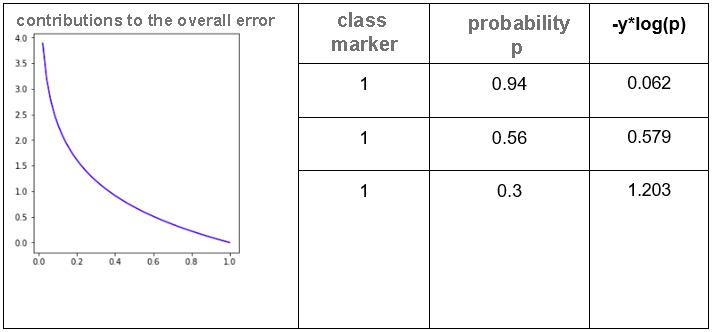 contributions to the overall error
4.0
3.5
3.0
2.5
2.0
1.5
1.0
0.5
0.0
0.0 0.2 0.4 0.6 0.8 1.0
class marker probability p -y*log(p)
1 0.94 0.062
1 0.56 0.579
1 0.3 1.203